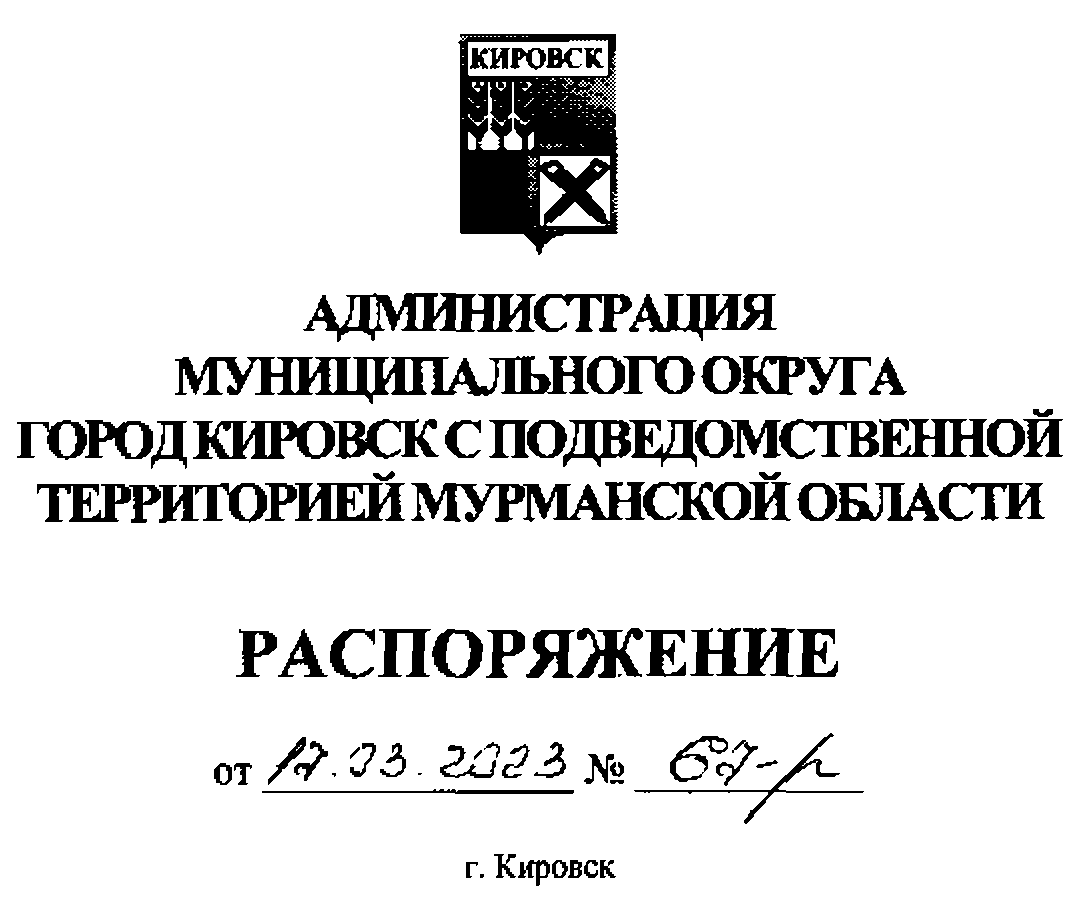 КИРОВСК
АДМИНИСТРАЦИЯ
МУНИЦИПАЛЬНОГО ОКРУГА
ГОРОД КИРОВСК С ПОДВЕДОМСТВЕННОЙ
ТЕРРИТОРИЕЙ МУРМАНСКОЙ ОБЛАСТИ
РАСПОРЯЖЕНИЕ
от 17.03.2023 № 67-р
г. Кировск